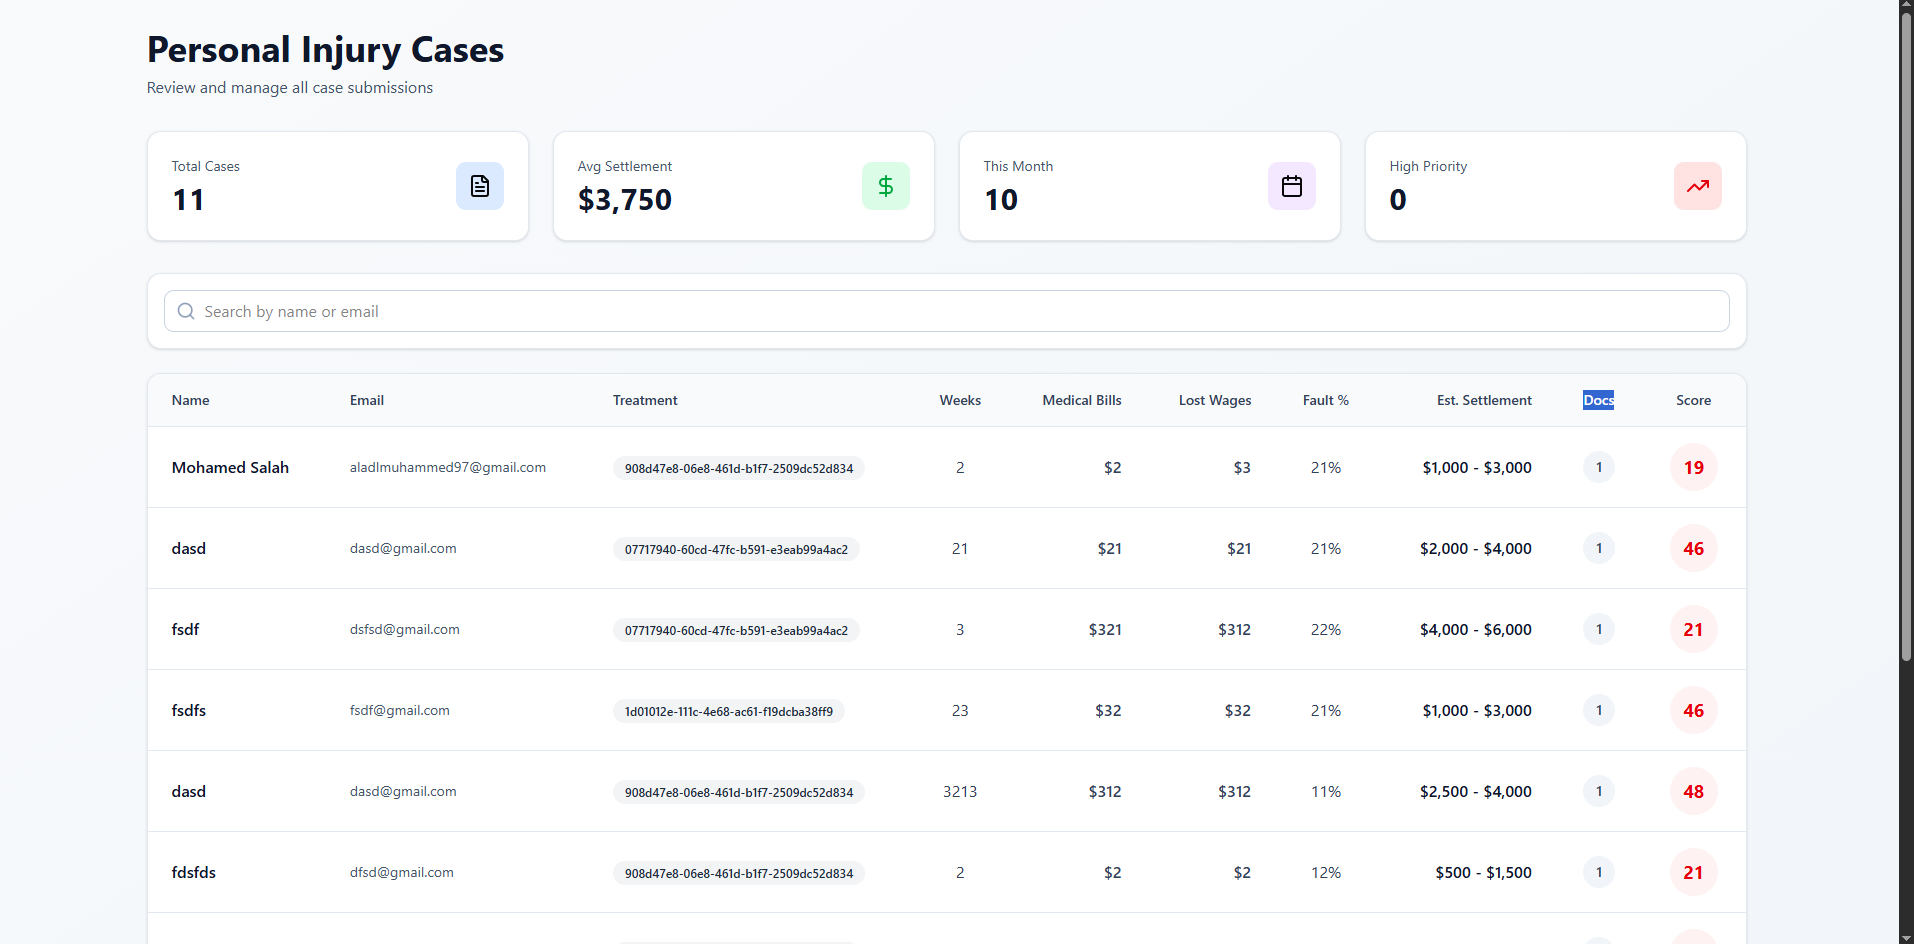 Personal Injury Cases
Review and manage all case submissions
Total Cases
11
Avg Settlement
$3,750
This Month
10
High Priority
0
Search by name or email
Name Email Treatment Weeks Medical Bills Lost Wages Fault % Est. Settlement Docs Score
Mohamed Salah aladlmuhammed97@gmail.com 908d47e8-06e8-461d-b1f7-2509dc52d834 2 $2 $3 21% $1,000 - $3,000 1 19
dasd dasd@gmail.com 07717940-60cd-47fc-b591-e3eab99a4ac2 21 $21 $21 21% $2,000 - $4,000 1 46
fsdf dsfsd@gmail.com 07717940-60cd-47fc-b591-e3eab99a4ac2 3 $321 $312 22% $4,000 - $6,000 1 21
fsdfs fsdf@gmail.com 1d01012e-111c-4e68-ac61-f19dcba38ff9 23 $32 $32 21% $1,000 - $3,000 1 46
dasd dasd@gmail.com 908d47e8-06e8-461d-b1f7-2509dc52d834 3213 $312 $312 11% $2,500 - $4,000 1 48
fdsfds dfsd@gmail.com 908d47e8-06e8-461d-b1f7-2509dc52d834 2 $2 $2 12% $500 - $1,500 1 21